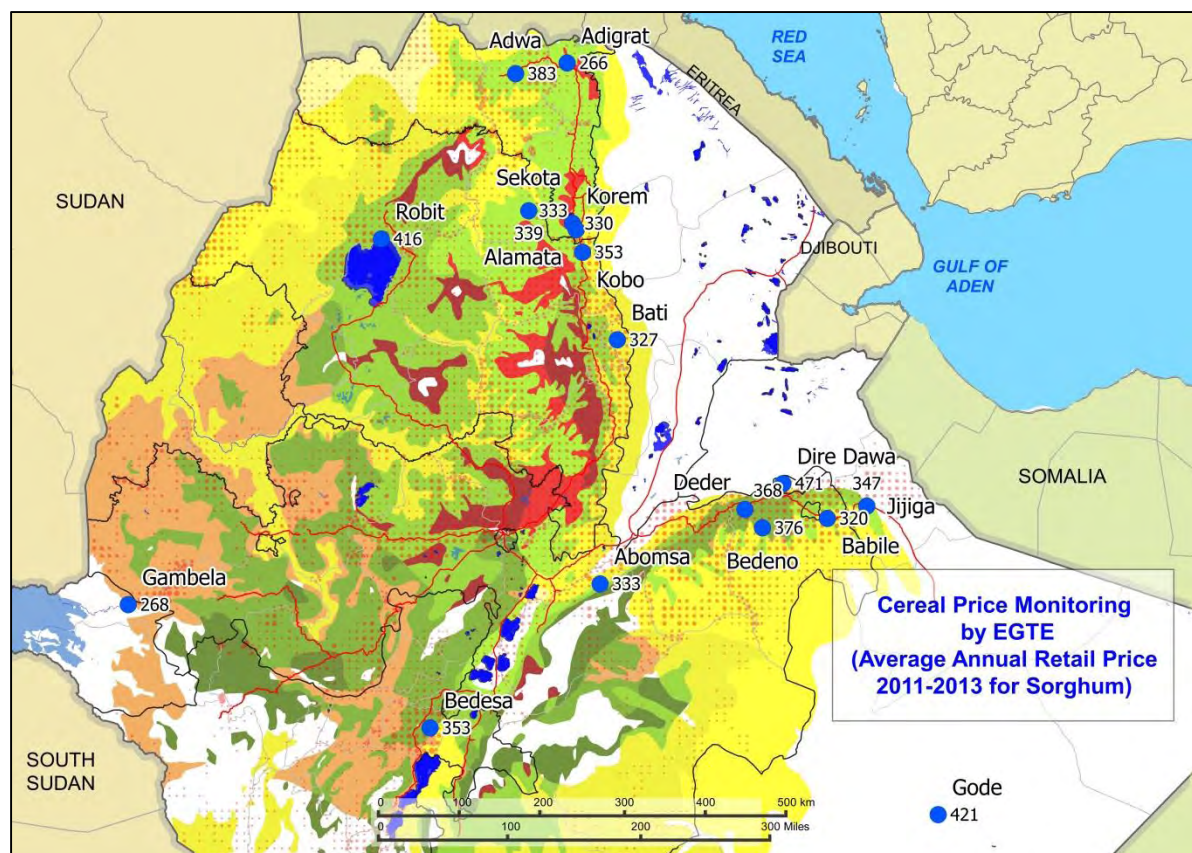 RED
SEA
Adwa
Adigrat
383
266
ERITREA
SUDAN
Sekota
Korem
Robit
333
330
416
339
353
DJIBOUTI
Alamata
Kobo
GULF OF
ADEN
Bati
327
Dire Dawa
SOMALIA
Deder
368
471
347
Jijiga
376
320
Babile
Bedeno
Abomsa
333
Gambela
268
Cereal Price Monitoring
by EGTE
(Average Annual Retail Price
2011-2013 for Sorghum)
Bedesa
353
SOUTH
SUDAN
Gode
421
0 100 200 300 400 500 km
0 100 200 300 Miles